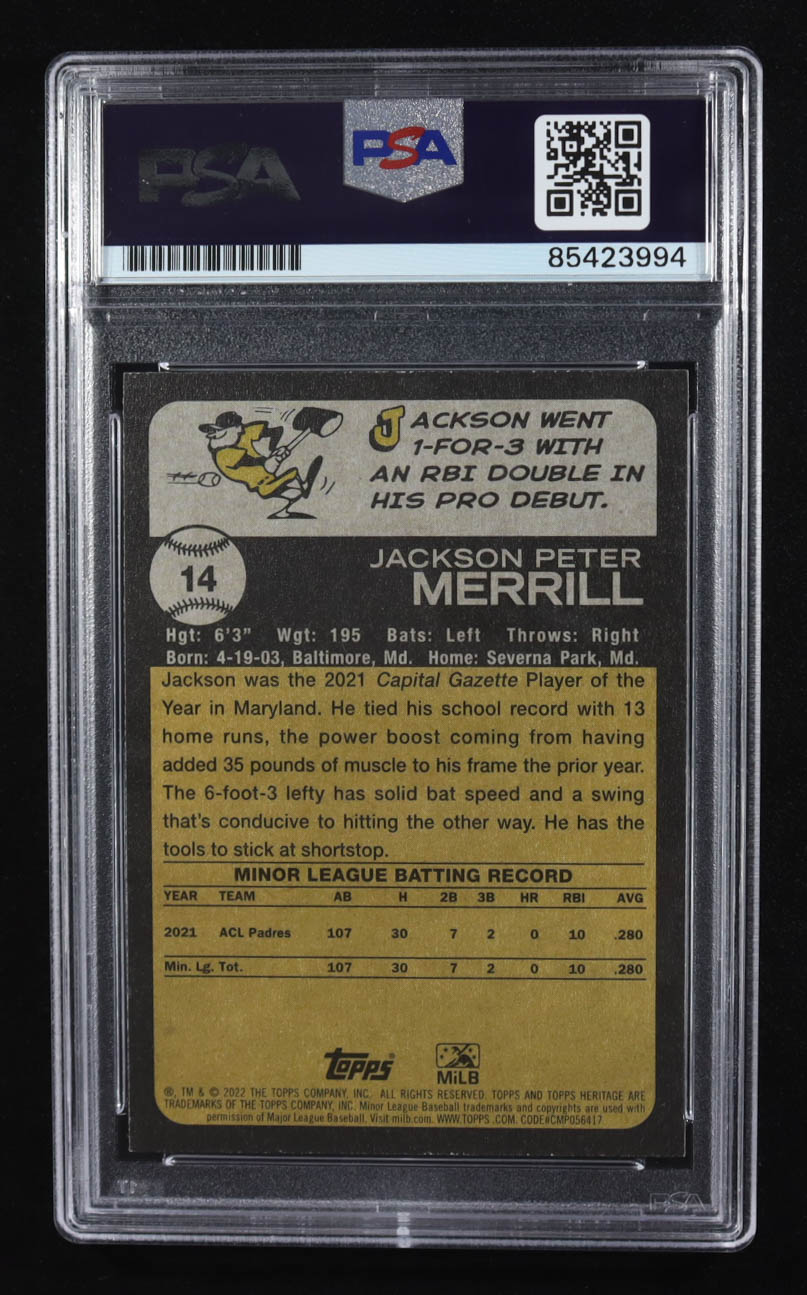 PSA
PSA
85423994
JACKSON WENT
1-FOR-3 WITH
AN RBI DOUBLE IN
HIS PRO DEBUT.
14
JACKSON PETER
MERRILL
Hgt: 6'3" Wgt: 195 Bats: Left Throws: Right
Born: 4-19-03, Baltimore, Md. Home: Severna Park, Md.
Jackson was the 2021 Capital Gazette Player of the
Year in Maryland. He tied his school record with 13
home runs, the power boost coming from having
added 35 pounds of muscle to his frame the prior year.
The 6-foot-3 lefty has solid bat speed and a swing
that's conducive to hitting the other way. He has the
tools to stick at shortstop.
MINOR LEAGUE BATTING RECORD
YEAR TEAM AB H 2B 3B HR RBI AVG
2021 ACL Padres 107 30 7 2 0 10 .280
Min. Lg. Tot. 107 30 7 2 0 10 .280
topps
MiLB
®, TM & © 2022 THE TOPPS COMPANY, INC. ALL RIGHTS RESERVED. TOPPS AND TOPPS HERITAGE ARE
TRADEMARKS OF THE TOPPS COMPANY, INC. Minor League Baseball trademarks and copyrights are used with
permission of Major League Baseball. Visit milb.com. WWW.TOPPS.COM. CODE#CMP056417
PSA